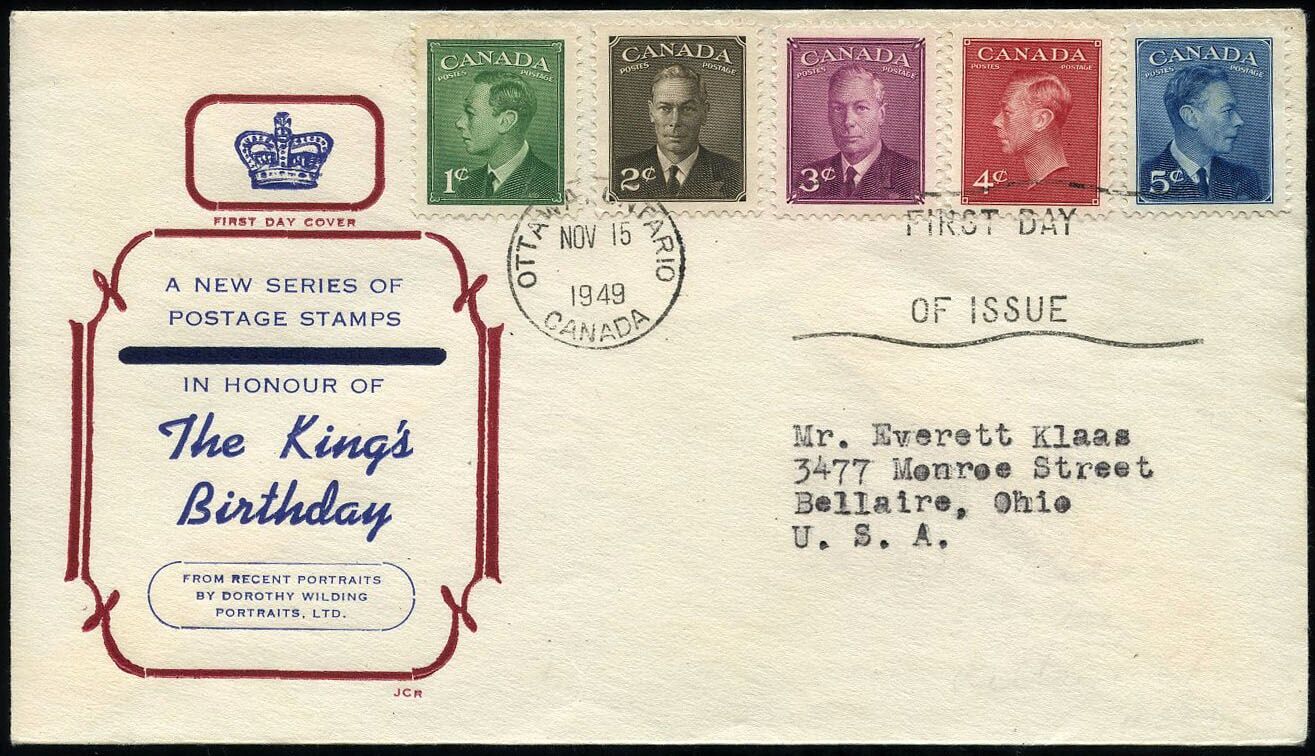 CANADA
POSTES POSTAGE
1¢
CANADA
POSTES POSTAGE
2¢
CANADA
POSTES POSTAGE
3¢
CANADA
POSTES POSTAGE
4¢
CANADA
POSTES POSTAGE
5¢
OTTAWA, ONTARIO
NOV 15
1949
CANADA
FIRST DAY
OF ISSUE
FIRST DAY COVER
A NEW SERIES OF
POSTAGE STAMPS
IN HONOUR OF
The King's
Birthday
FROM RECENT PORTRAITS
BY DOROTHY WILDING
PORTRAITS, LTD.
JCR
Mr. Everett Klaas
3477 Monroe Street
Bellaire, Ohio
U. S. A.